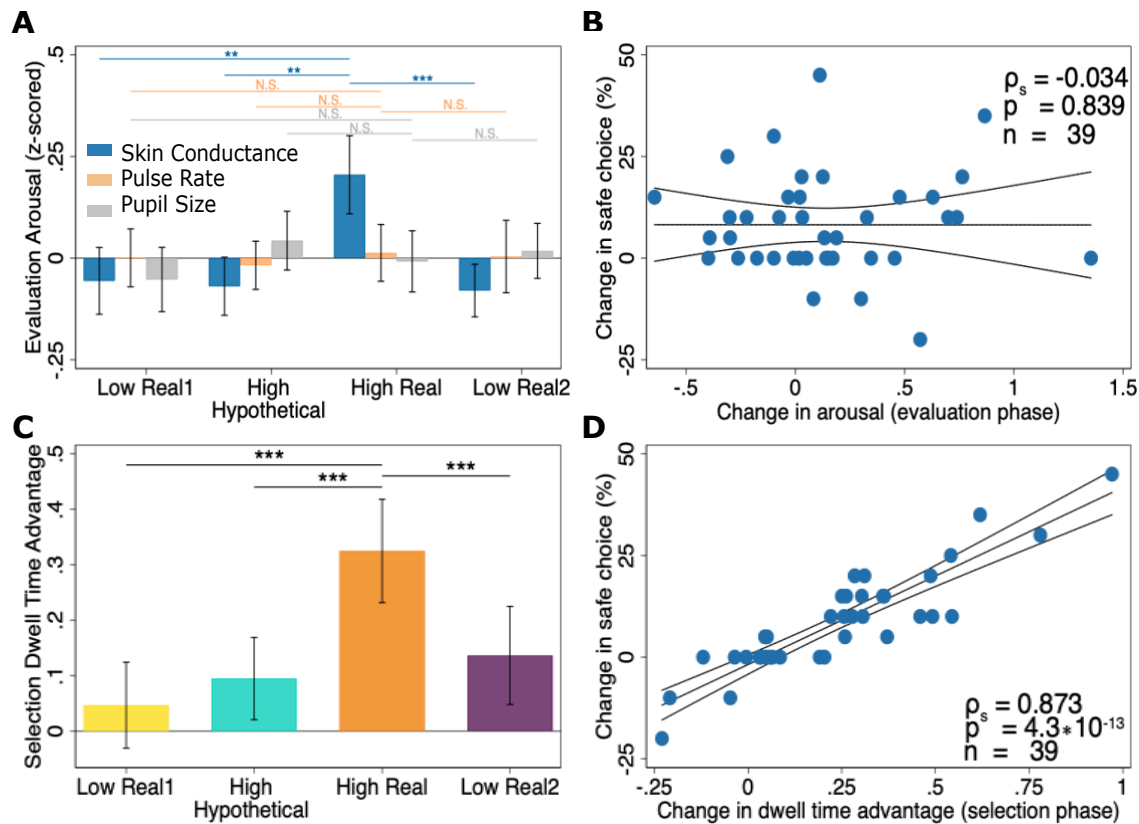 A
Evaluation Arousal (z-scored)
.5
.25
0
-.25
**
**
***
N.S.
N.S.
N.S.
N.S.
N.S.
N.S.
Skin Conductance
Pulse Rate
Pupil Size
Low Real1
High
Hypothetical
High Real
Low Real2
B
Change in safe choice (%)
50
25
0
-25
ρs = -0.034
p = 0.839
n = 39
-.5
0
.5
1
1.5
Change in arousal (evaluation phase)
C
Selection Dwell Time Advantage
.5
.4
.3
.2
.1
0
***
***
***
Low Real1
High
Hypothetical
High Real
Low Real2
D
Change in safe choice (%)
50
25
0
-25
ρs = 0.873
p = 4.3*10-13
n = 39
-.25
0
.25
.5
.75
1
Change in dwell time advantage (selection phase)